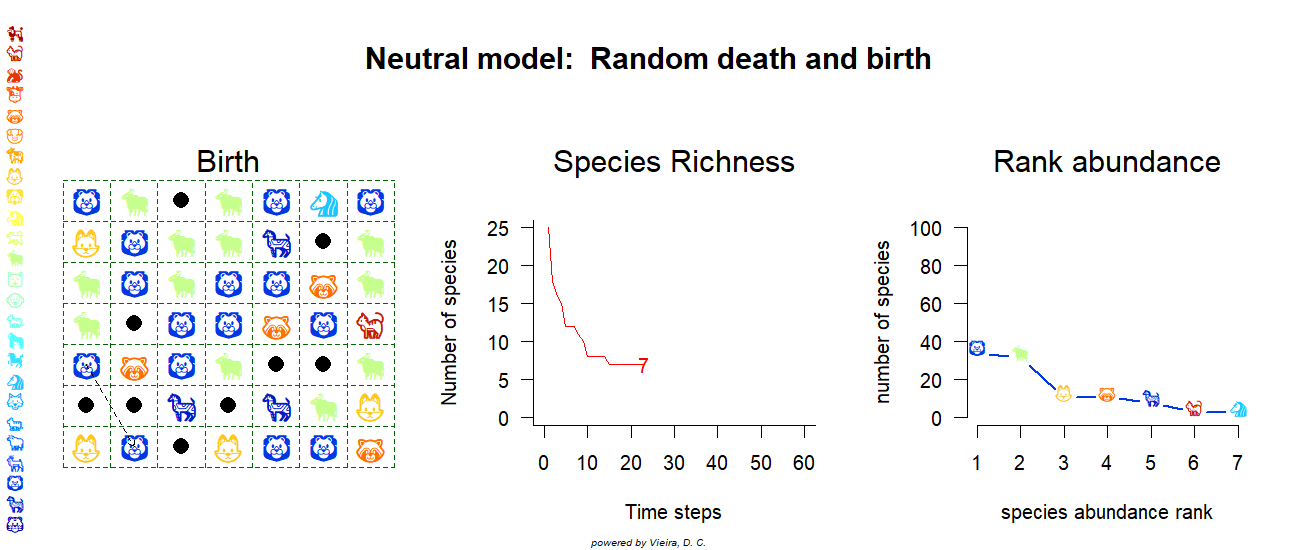 Neutral model: Random death and birth
Birth
Species Richness
Number of species
25
20
15
10
5
0
7
0 10 20 30 40 50 60
Time steps
Rank abundance
number of species
100
80
60
40
20
0
1 2 3 4 5 6 7
species abundance rank
powered by Vieira, D. C.